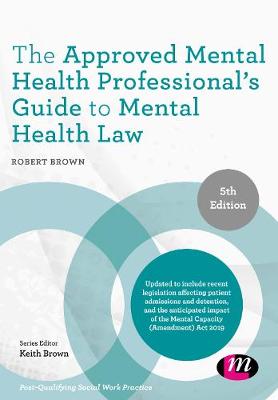 The Approved Mental
Health Professional's
Guide to Mental
Health Law
ROBERT BROWN
5th
Edition
Updated to include recent
legislation affecting patient
admissions and detention,
and the anticipated impact
of the Mental Capacity
(Amendment) Act 2019
Series Editor
Keith Brown
Post-Qualifying Social Work Practice